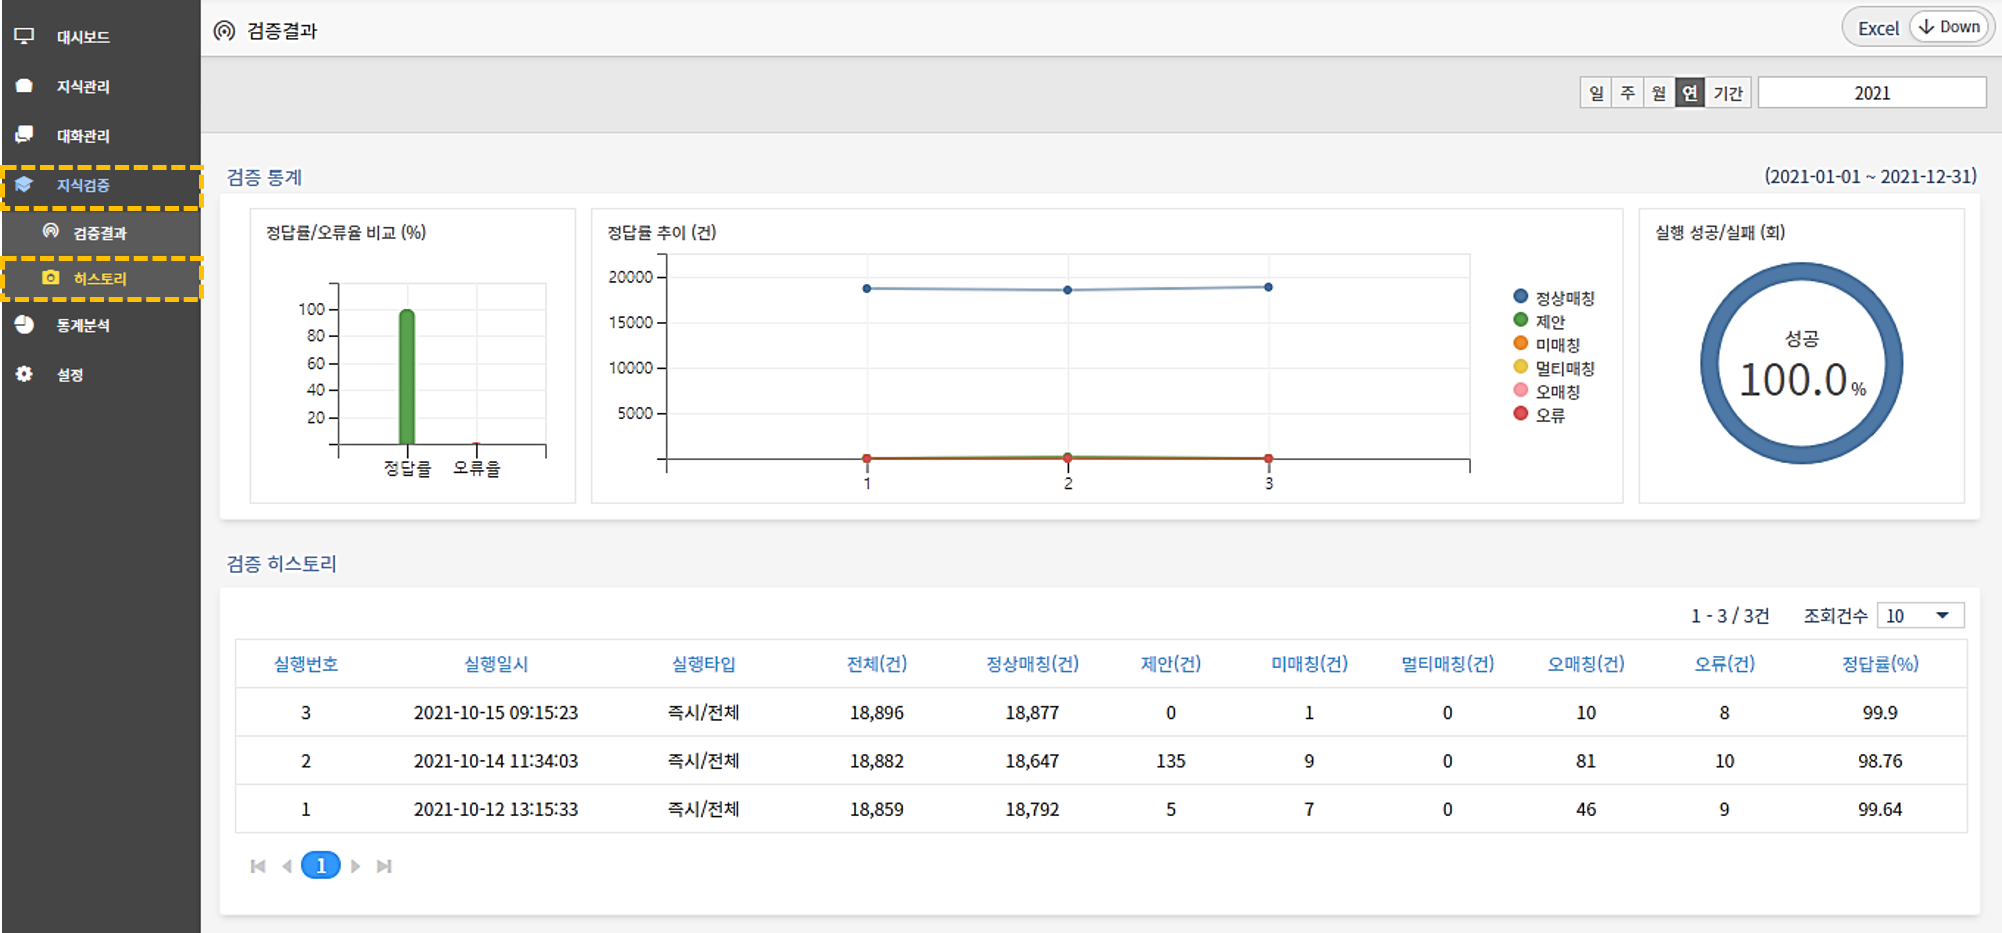 대시보드
지식관리
대화관리
지식검증
검증결과
히스토리
통계분석
설정
검증결과
Excel Down
일 주 월 연 기간 2021
검증 통계
(2021-01-01 ~ 2021-12-31)
정답률/오류율 비교 (%)
100
80
60
40
20
정답률 오류율
정답률 추이 (건)
20000
15000
10000
5000
1 2 3
정상매칭
제안
미매칭
멀티매칭
오매칭
오류
실행 성공/실패 (회)
성공
100.0 %
검증 히스토리
1 - 3 / 3건 조회건수 10
실행번호 실행일시 실행타입 전체(건) 정상매칭(건) 제안(건) 미매칭(건) 멀티매칭(건) 오매칭(건) 오류(건) 정답률(%)
3 2021-10-15 09:15:23 즉시/전체 18,896 18,877 0 1 0 10 8 99.9
2 2021-10-14 11:34:03 즉시/전체 18,882 18,647 135 9 0 81 10 98.76
1 2021-10-12 13:15:33 즉시/전체 18,859 18,792 5 7 0 46 9 99.64
1